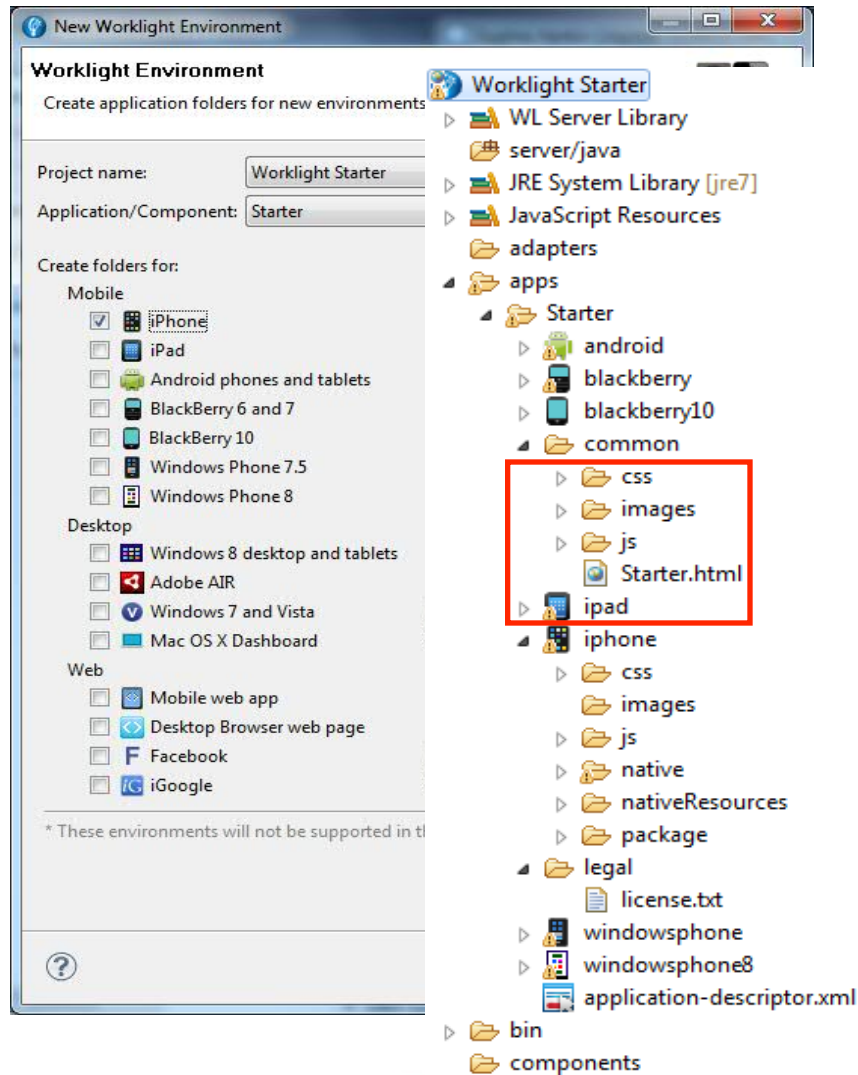 New Worklight Environment
Worklight Environment
Create application folders for new environments
Project name:
Worklight Starter
Application/Component:
Starter
Create folders for:
Mobile
iPhone
iPad
Android phones and tablets
BlackBerry 6 and 7
BlackBerry 10
Windows Phone 7.5
Windows Phone 8
Desktop
Windows 8 desktop and tablets
Adobe AIR
Windows 7 and Vista
Mac OS X Dashboard
Web
Mobile web app
Desktop Browser web page
F Facebook
iG iGoogle
* These environments will not be supported in t
?
Worklight Starter
WL Server Library
server/java
JRE System Library [jre7]
JavaScript Resources
adapters
apps
Starter
android
blackberry
blackberry10
common
css
images
js
Starter.html
ipad
iphone
css
images
js
native
nativeResources
package
legal
license.txt
windowsphone
windowsphone8
application-descriptor.xml
bin
components